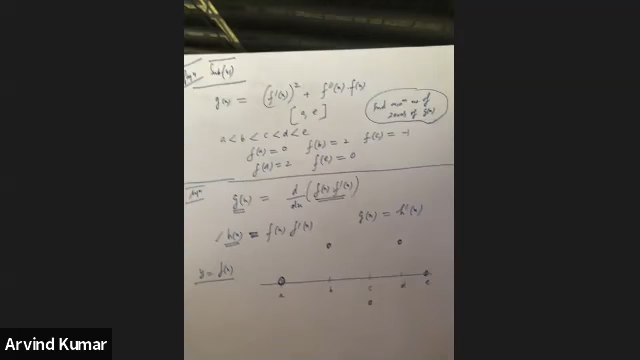 g(x) = (f'(x))² + f''(x) f(x)
[a, e]
Find min^m no. of
zeros of g(x)
a < b < c < d < e
f(a) = 0 f(b) = 2 f(c) = -1
f(d) = 2 f(e) = 0
g(x) = d/dx (f(x) f'(x))
h(x) = f(x) f'(x) g(x) = h'(x)
y = f(x)
a b c d e
Arvind Kumar